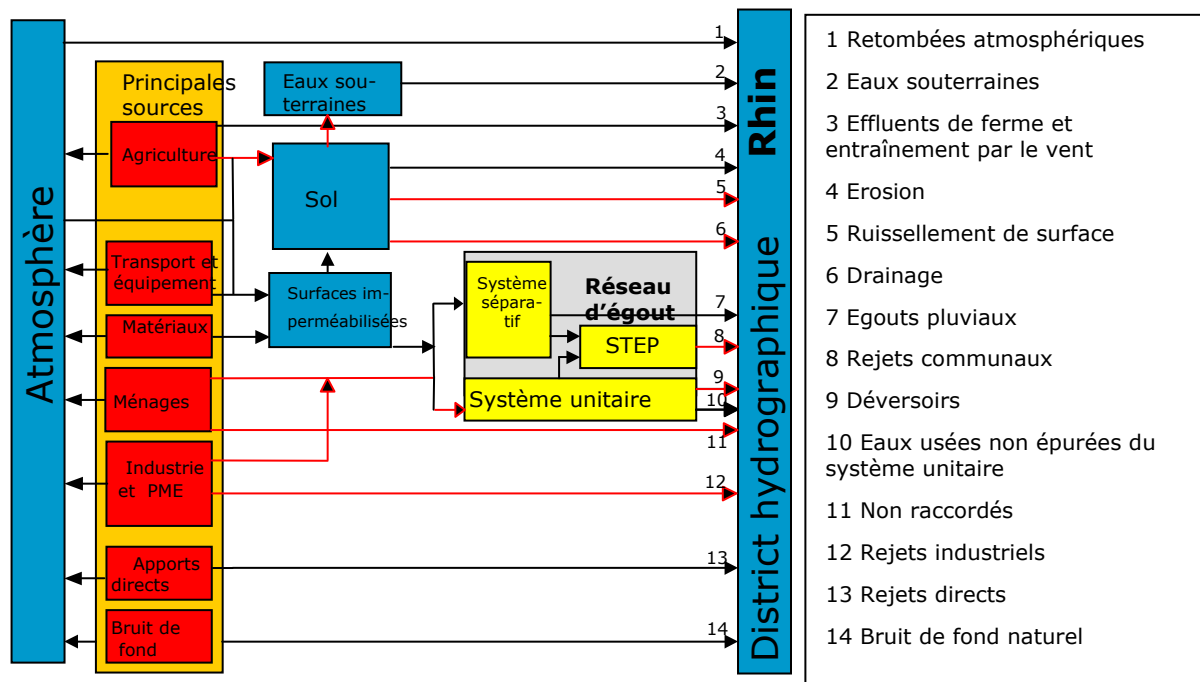 Atmosphère
Principales
sources
Agriculture
Transport et
équipement
Matériaux
Ménages
Industrie
et PME
Apports
directs
Bruit de
fond
Eaux sou-
terraines
Sol
Surfaces im-
perméabilisées
Système
sépara-
tif
Réseau
d’égout
STEP
Système unitaire
1
2
3
4
5
6
7
8
9
10
11
12
13
14
District hydrographique Rhin
1 Retombées atmosphériques
2 Eaux souterraines
3 Effluents de ferme et
entraînement par le vent
4 Erosion
5 Ruissellement de surface
6 Drainage
7 Egouts pluviaux
8 Rejets communaux
9 Déversoirs
10 Eaux usées non épurées du
système unitaire
11 Non raccordés
12 Rejets industriels
13 Rejets directs
14 Bruit de fond naturel